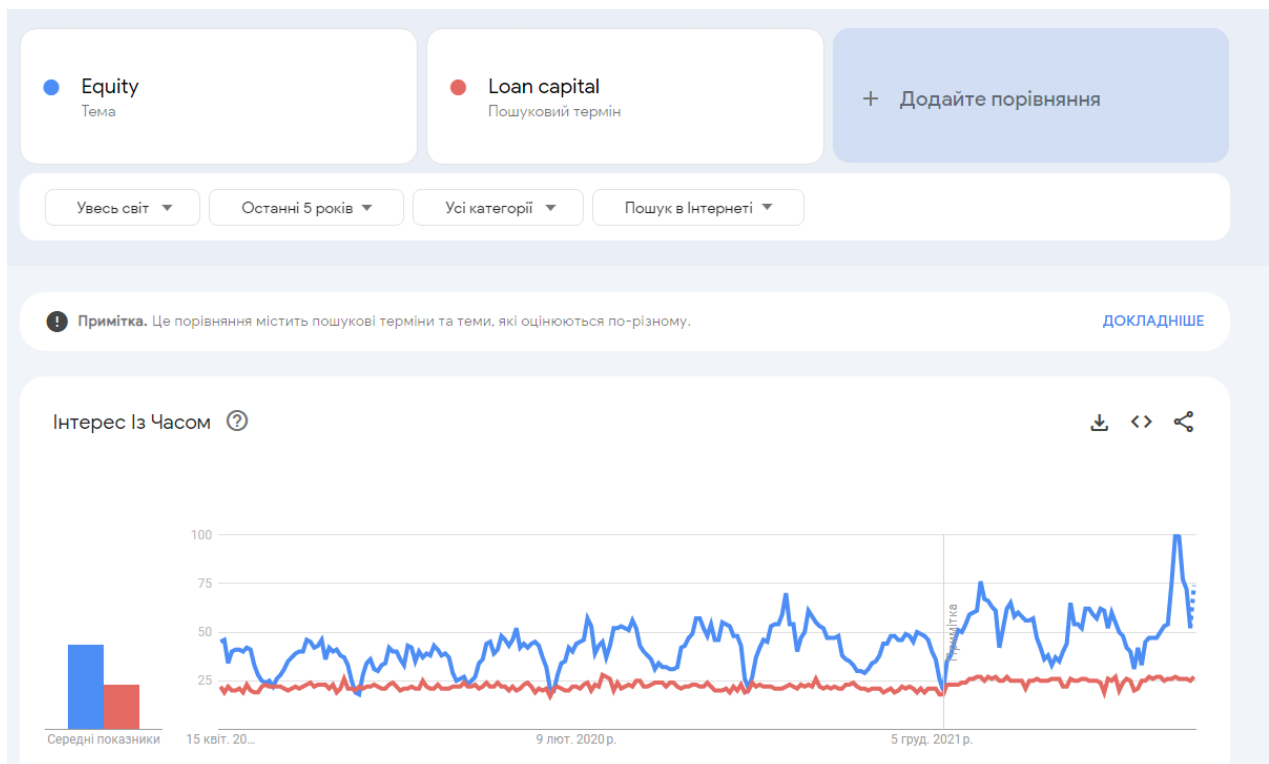 Equity
Тема
Loan capital
Пошуковий термін
+ Додайте порівняння
Увесь світ
Останні 5 років
Усі категорії
Пошук в Інтернеті
Примітка. Це порівняння містить пошукові терміни та теми, які оцінюються по-різному.
ДОКЛАДНІШЕ
Інтерес Із Часом
100
75
50
25
Примітка
Середні показники
15 квіт. 20...
9 лют. 2020 р.
5 груд. 2021 р.